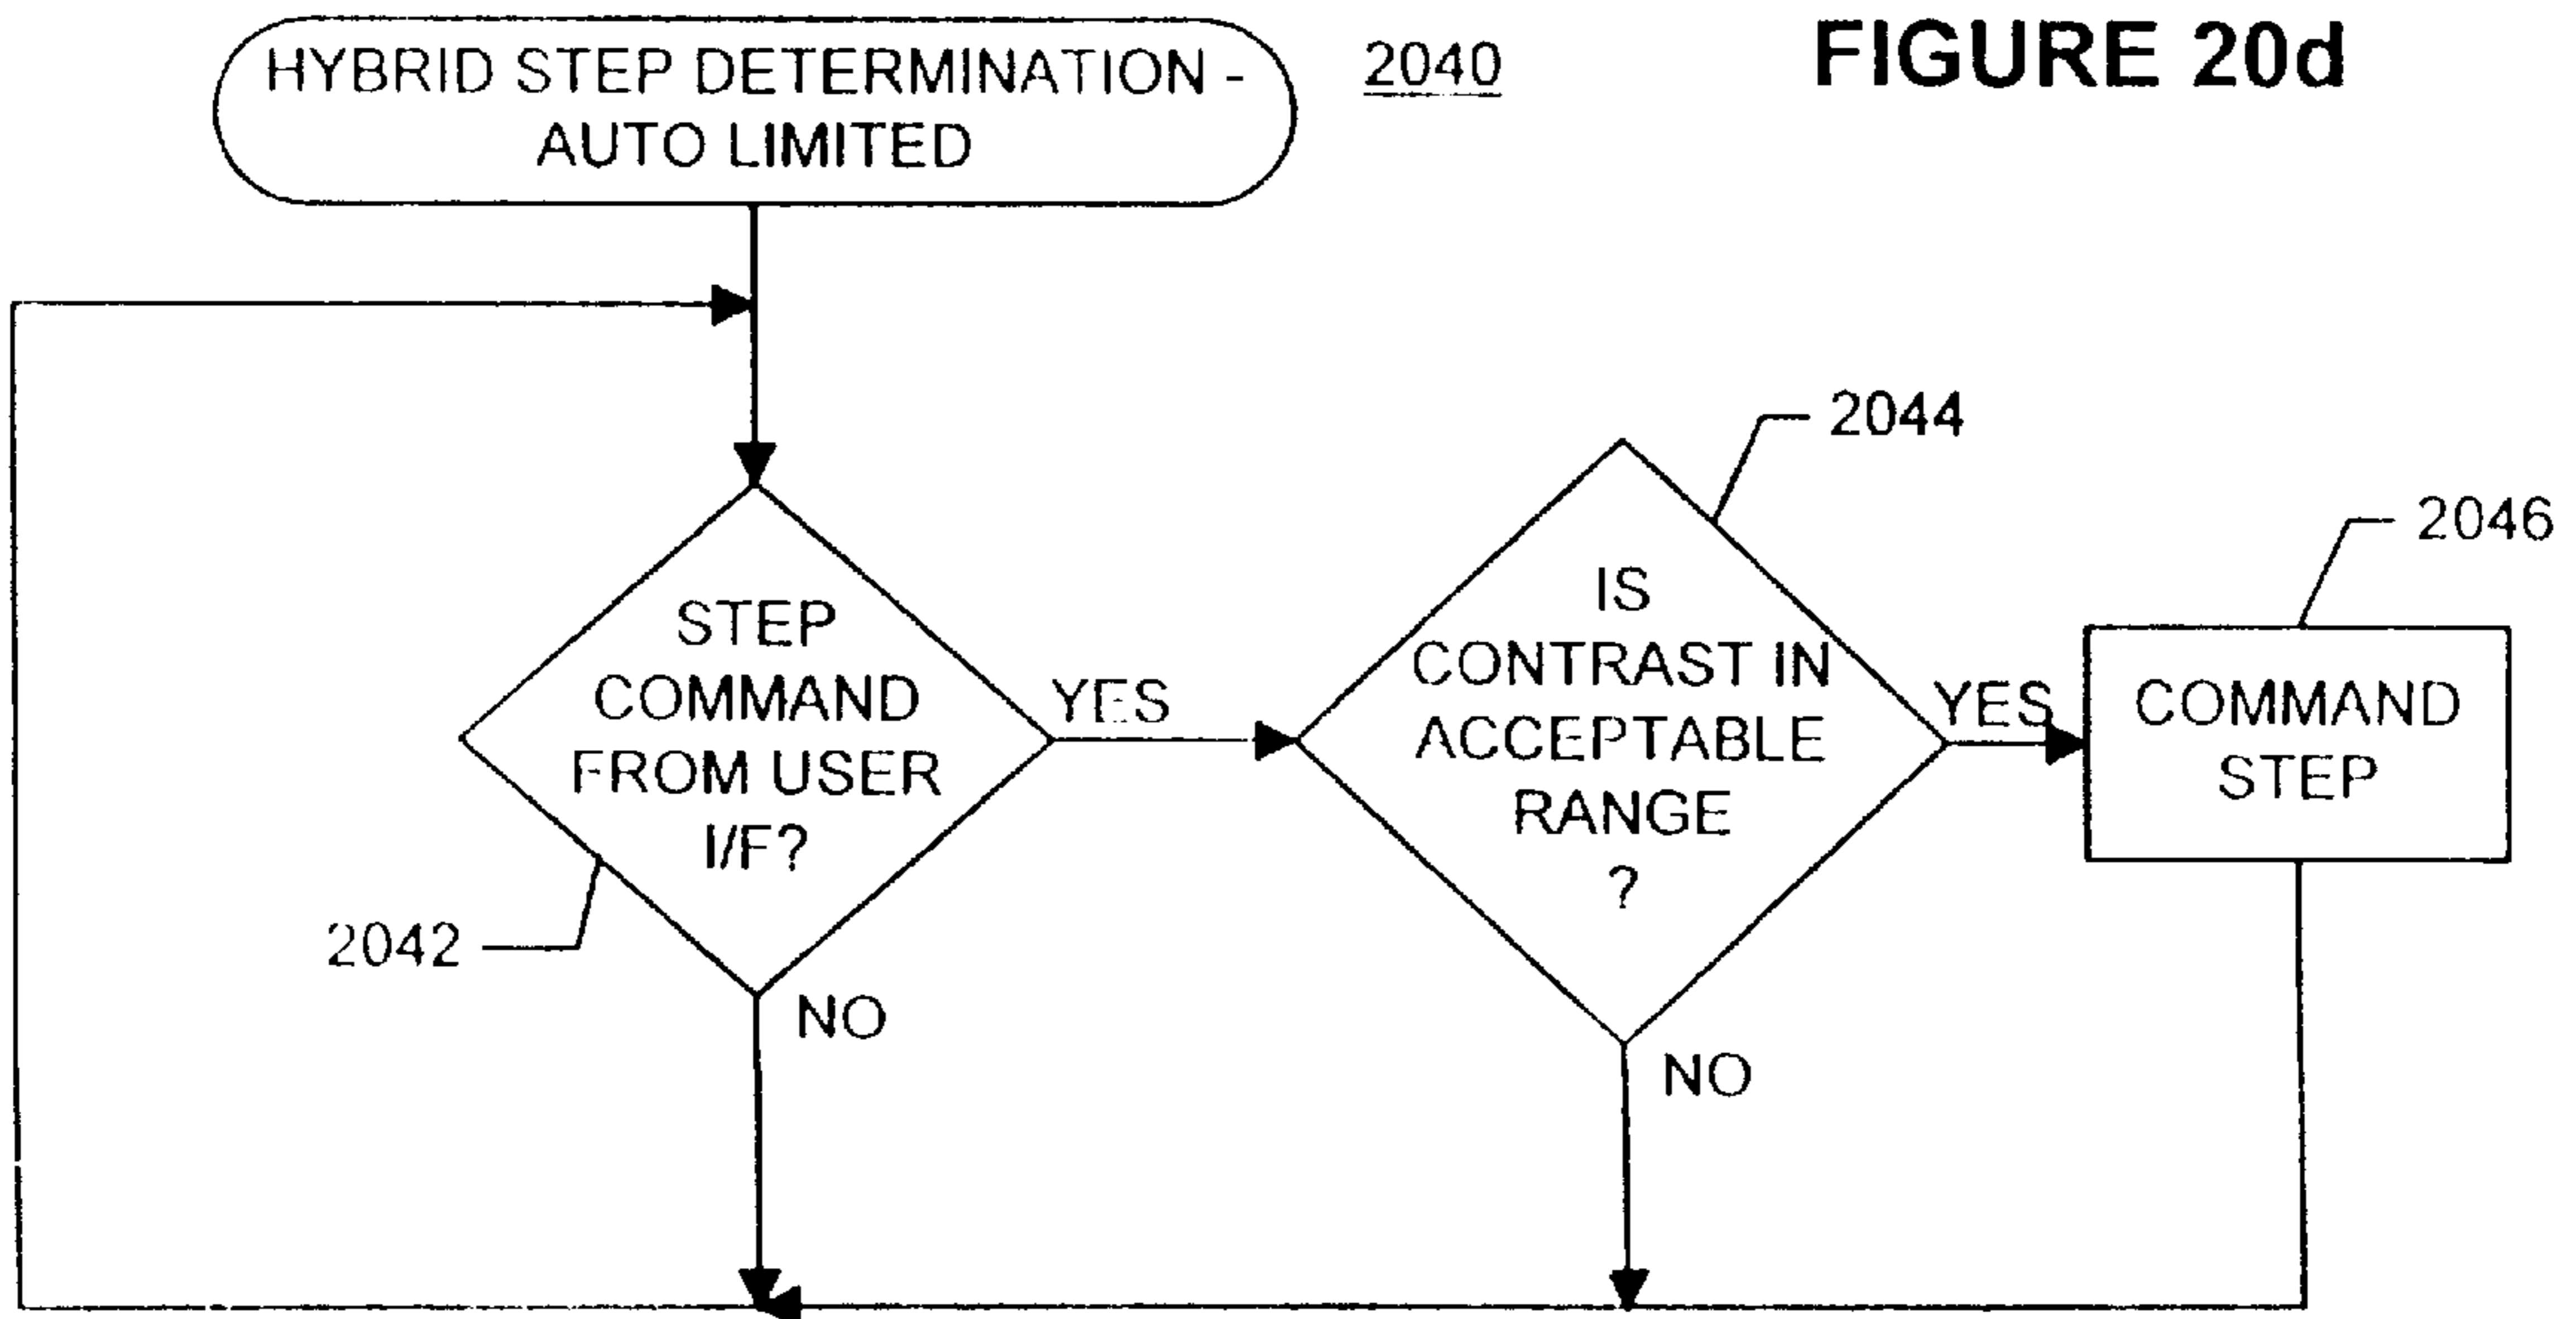 HYBRID STEP DETERMINATION -
AUTO LIMITED
2040
FIGURE 20d
2044
2046
STEP
COMMAND
FROM USER
I/F?
YES
IS
CONTRAST IN
ACCEPTABLE
RANGE
?
YES
COMMAND
STEP
2042
NO
NO